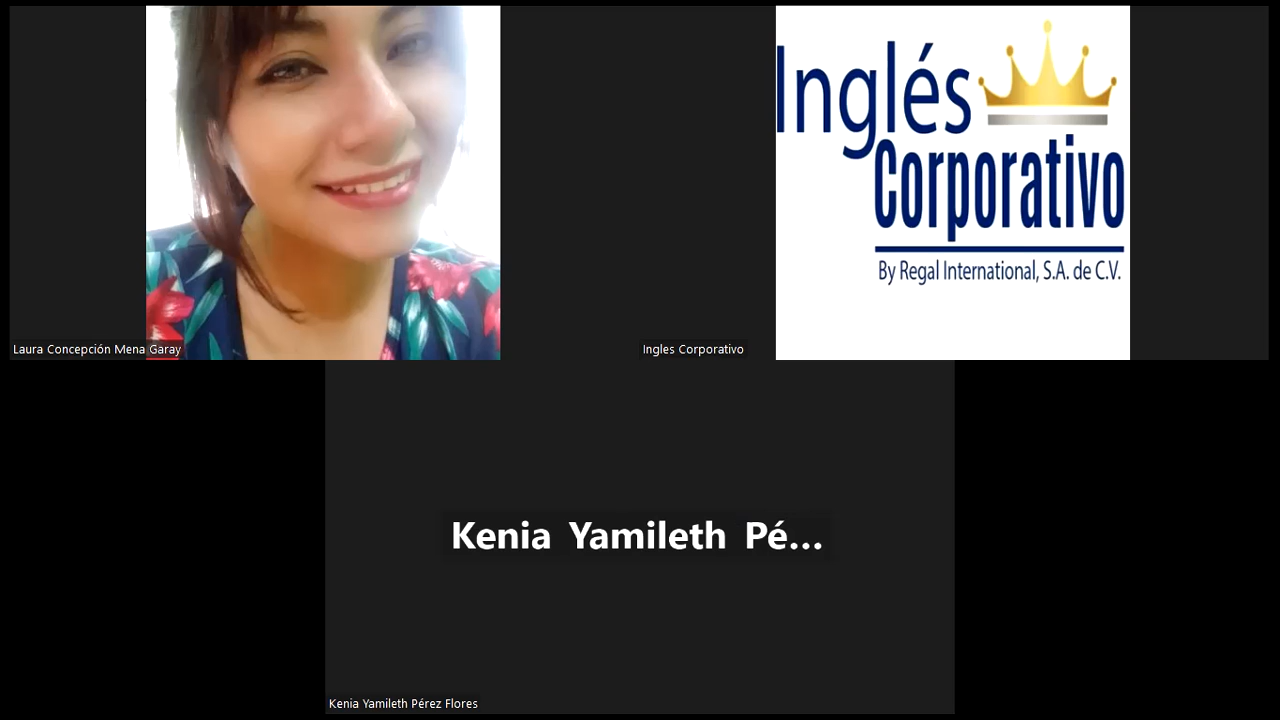 Inglés
Corporativo
By Regal International, S.A. de C.V.
Laura Concepción Mena Garay
Ingles Corporativo
Kenia Yamileth Pé...
Kenia Yamileth Pérez Flores